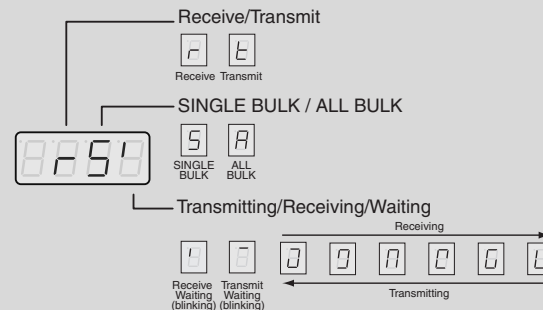 Receive/Transmit
r t
Receive Transmit
SINGLE BULK / ALL BULK
rS'
S A
SINGLE BULK
ALL BULK
Transmitting/Receiving/Waiting
Receiving
Receive Waiting (blinking)
Transmit Waiting (blinking)
Transmitting